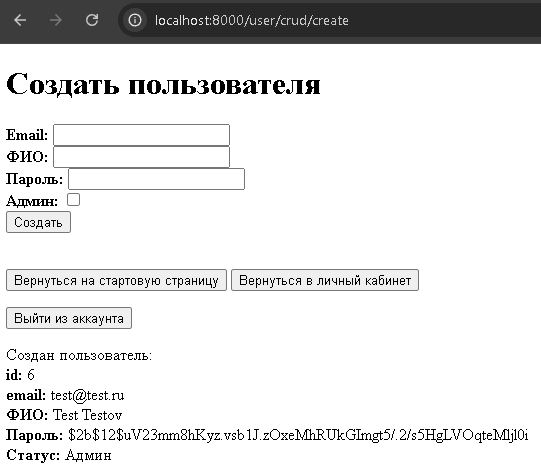 localhost:8000/user/crud/create
Создать пользователя
Email:
ФИО:
Пароль:
Админ:
Создать
Вернуться на стартовую страницу Вернуться в личный кабинет
Выйти из аккаунта
Создан пользователь:
id: 6
email: test@test.ru
ФИО: Test Testov
Пароль: $2b$12$uV23mm8hKyz.vsb1J.zOxeMhRUkGImgt5/.2/s5HgLVOqteMljl0i
Статус: Админ